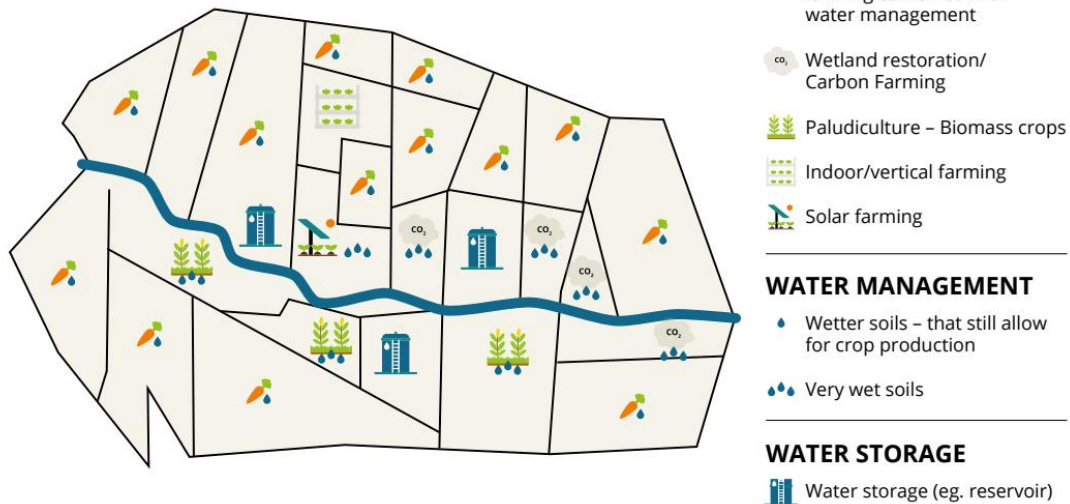 water management
CO₂
Wetland restoration/
Carbon Farming
Paludiculture – Biomass crops
Indoor/vertical farming
Solar farming
WATER MANAGEMENT
Wetter soils – that still allow
for crop production
Very wet soils
WATER STORAGE
Water storage (eg. reservoir)
CO₂
CO₂
CO₂
CO₂